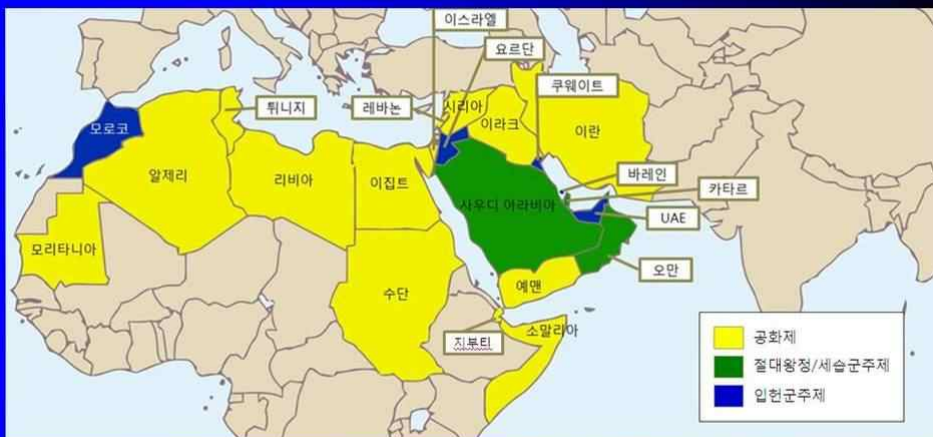 이스라엘
요르단
쿠웨이트
튀니지
레바논
시리아
이라크
이란
모로코
알제리
리비아
이집트
바레인
카타르
사우디 아라비아
UAE
모리타니아
오만
예맨
수단
소말리아
지부티
공화제
절대왕정/세습군주제
입헌군주제